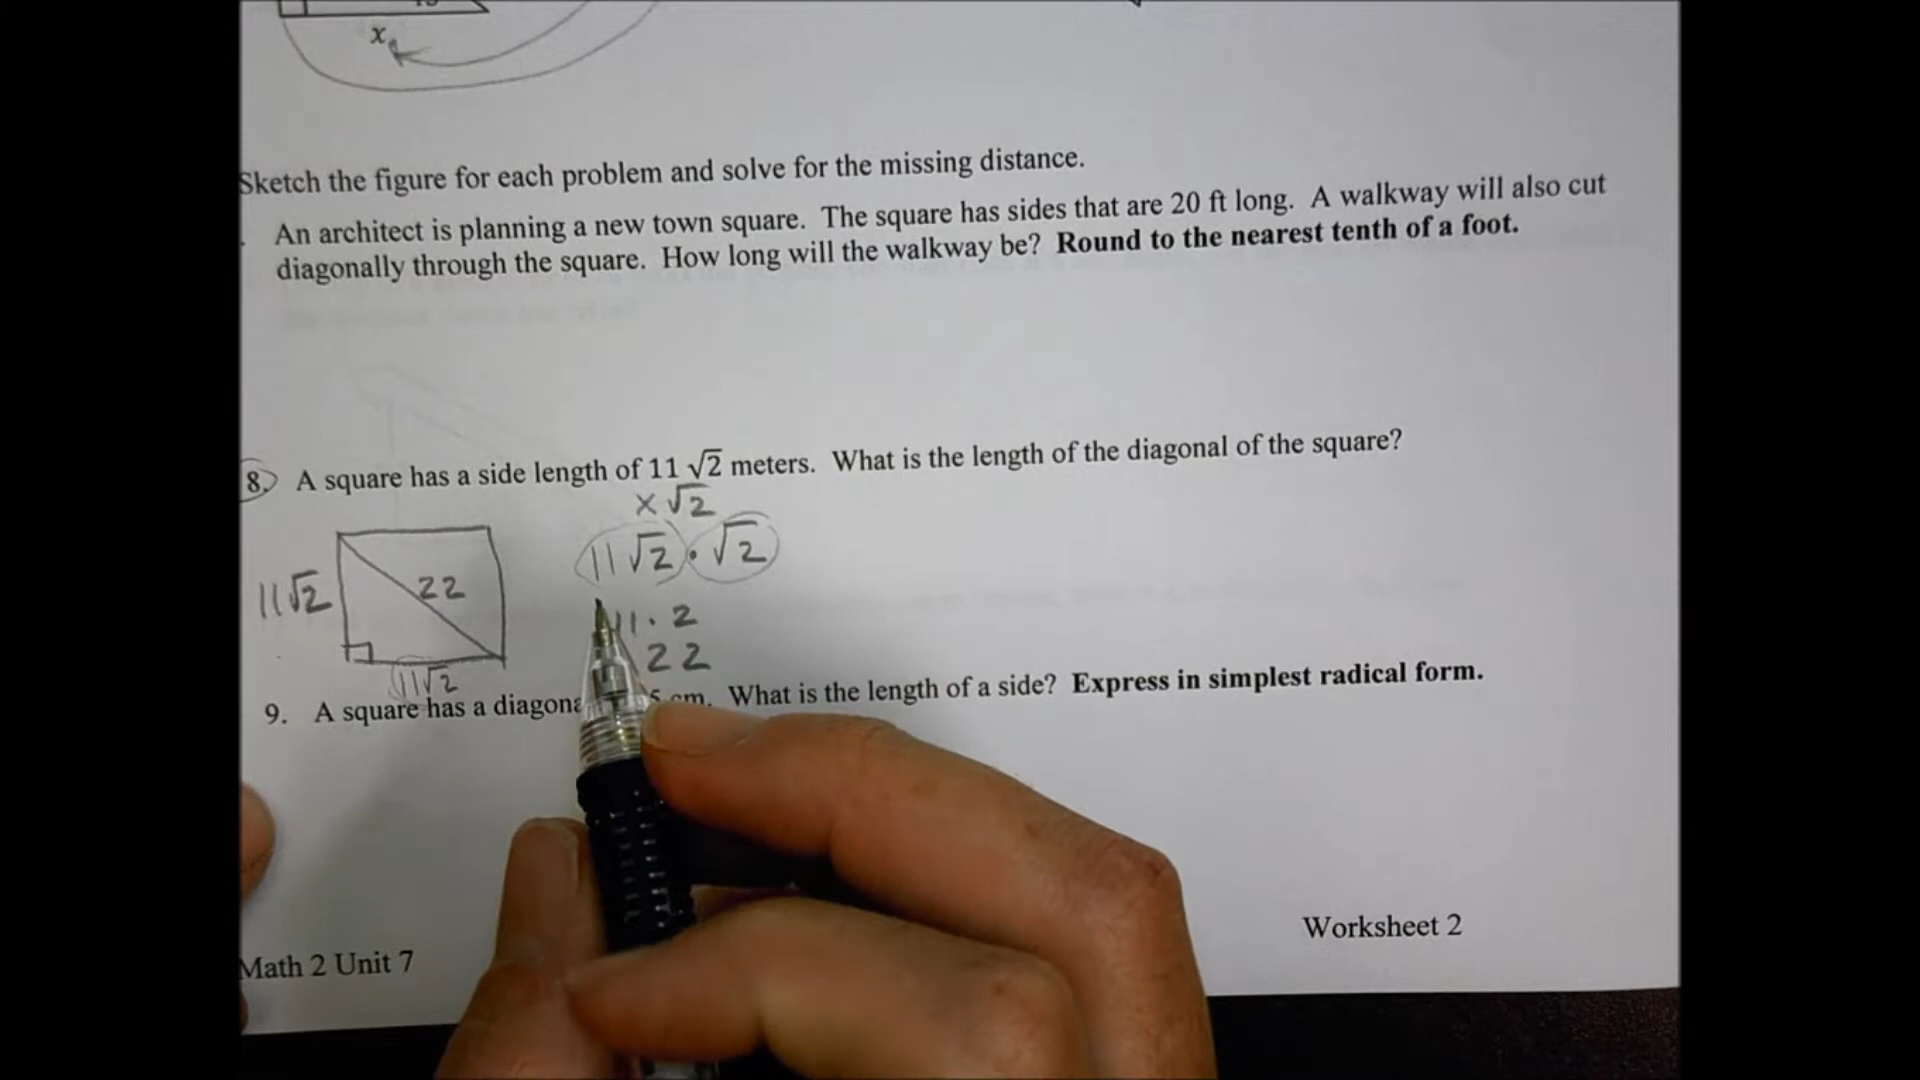 x
Sketch the figure for each problem and solve for the missing distance.
An architect is planning a new town square. The square has sides that are 20 ft long. A walkway will also cut
diagonally through the square. How long will the walkway be? Round to the nearest tenth of a foot.
8. A square has a side length of 11 √2 meters. What is the length of the diagonal of the square?
x √2
11√2 · √2
22
11√2
11 · 2
22
11√2
9. A square has a cm. What is the length of a side? Express in simplest radical form.
Worksheet 2
Math 2 Unit 7